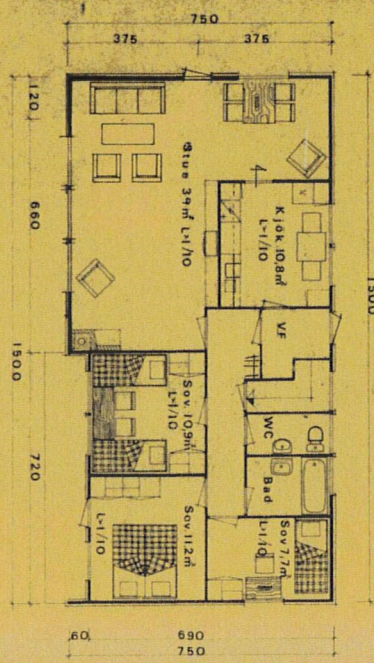 750
375 375
120
660
1500
720
1500
Stue 39m² L>1/10
Kjök 10,8m²
L>1/10
VF
Sov. 10,9m²
L>1/10
WC
Bad
Sov 11,2m²
L>1/10
Sov 7,7m²
L>1/10
60 690
750